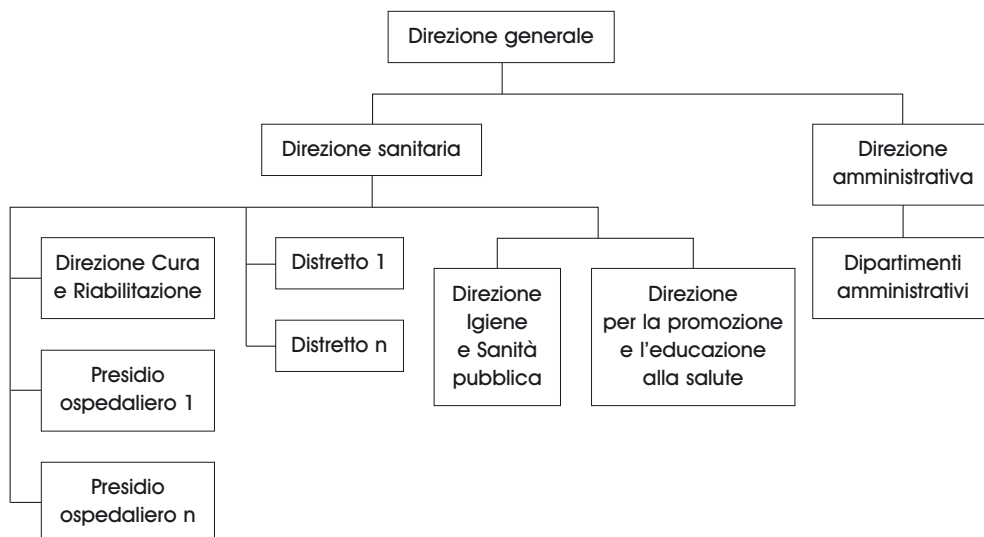 Direzione generale
Direzione sanitaria
Direzione
amministrativa
Direzione Cura
e Riabilitazione
Distretto 1
Direzione
Igiene
e Sanità
pubblica
Direzione
per la promozione
e l'educazione
alla salute
Dipartimenti
amministrativi
Distretto n
Presidio
ospedaliero 1
Presidio
ospedaliero n